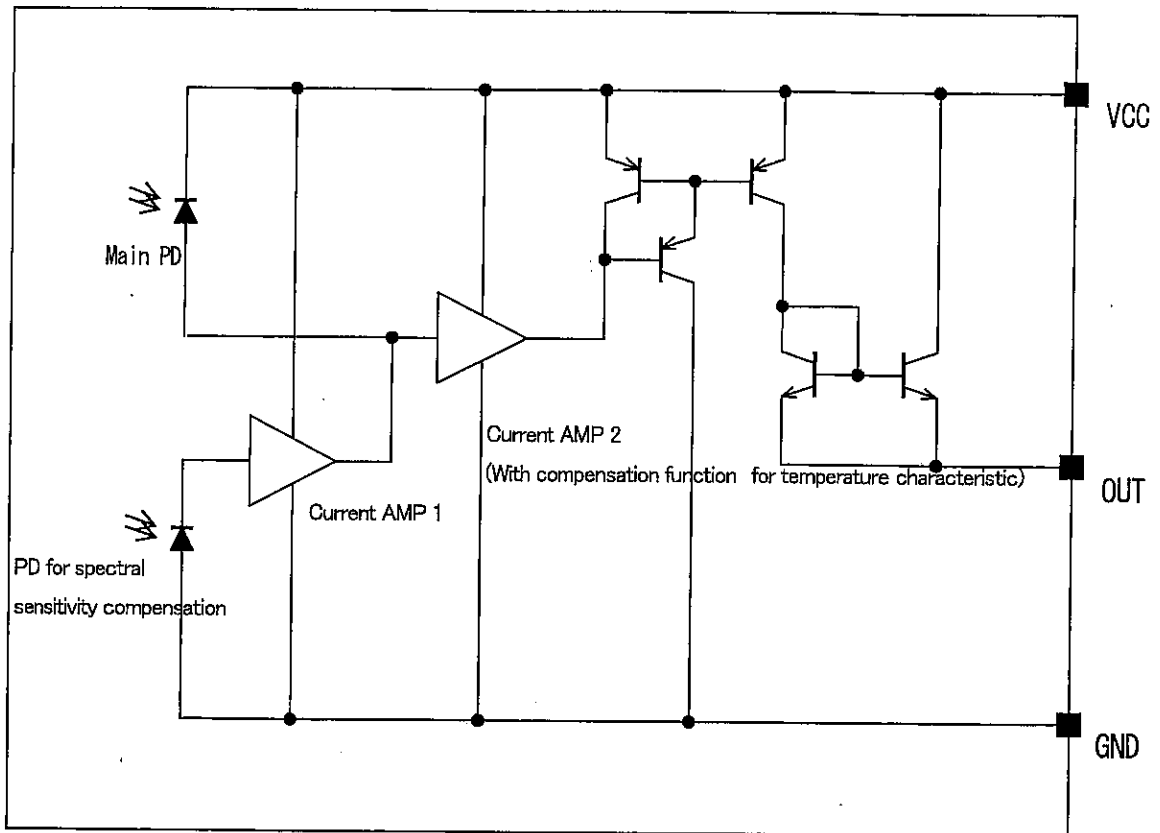 VCC
Main PD
Current AMP 2
(With compensation function for temperature characteristic)
OUT
Current AMP 1
PD for spectral
sensitivity compensation
GND